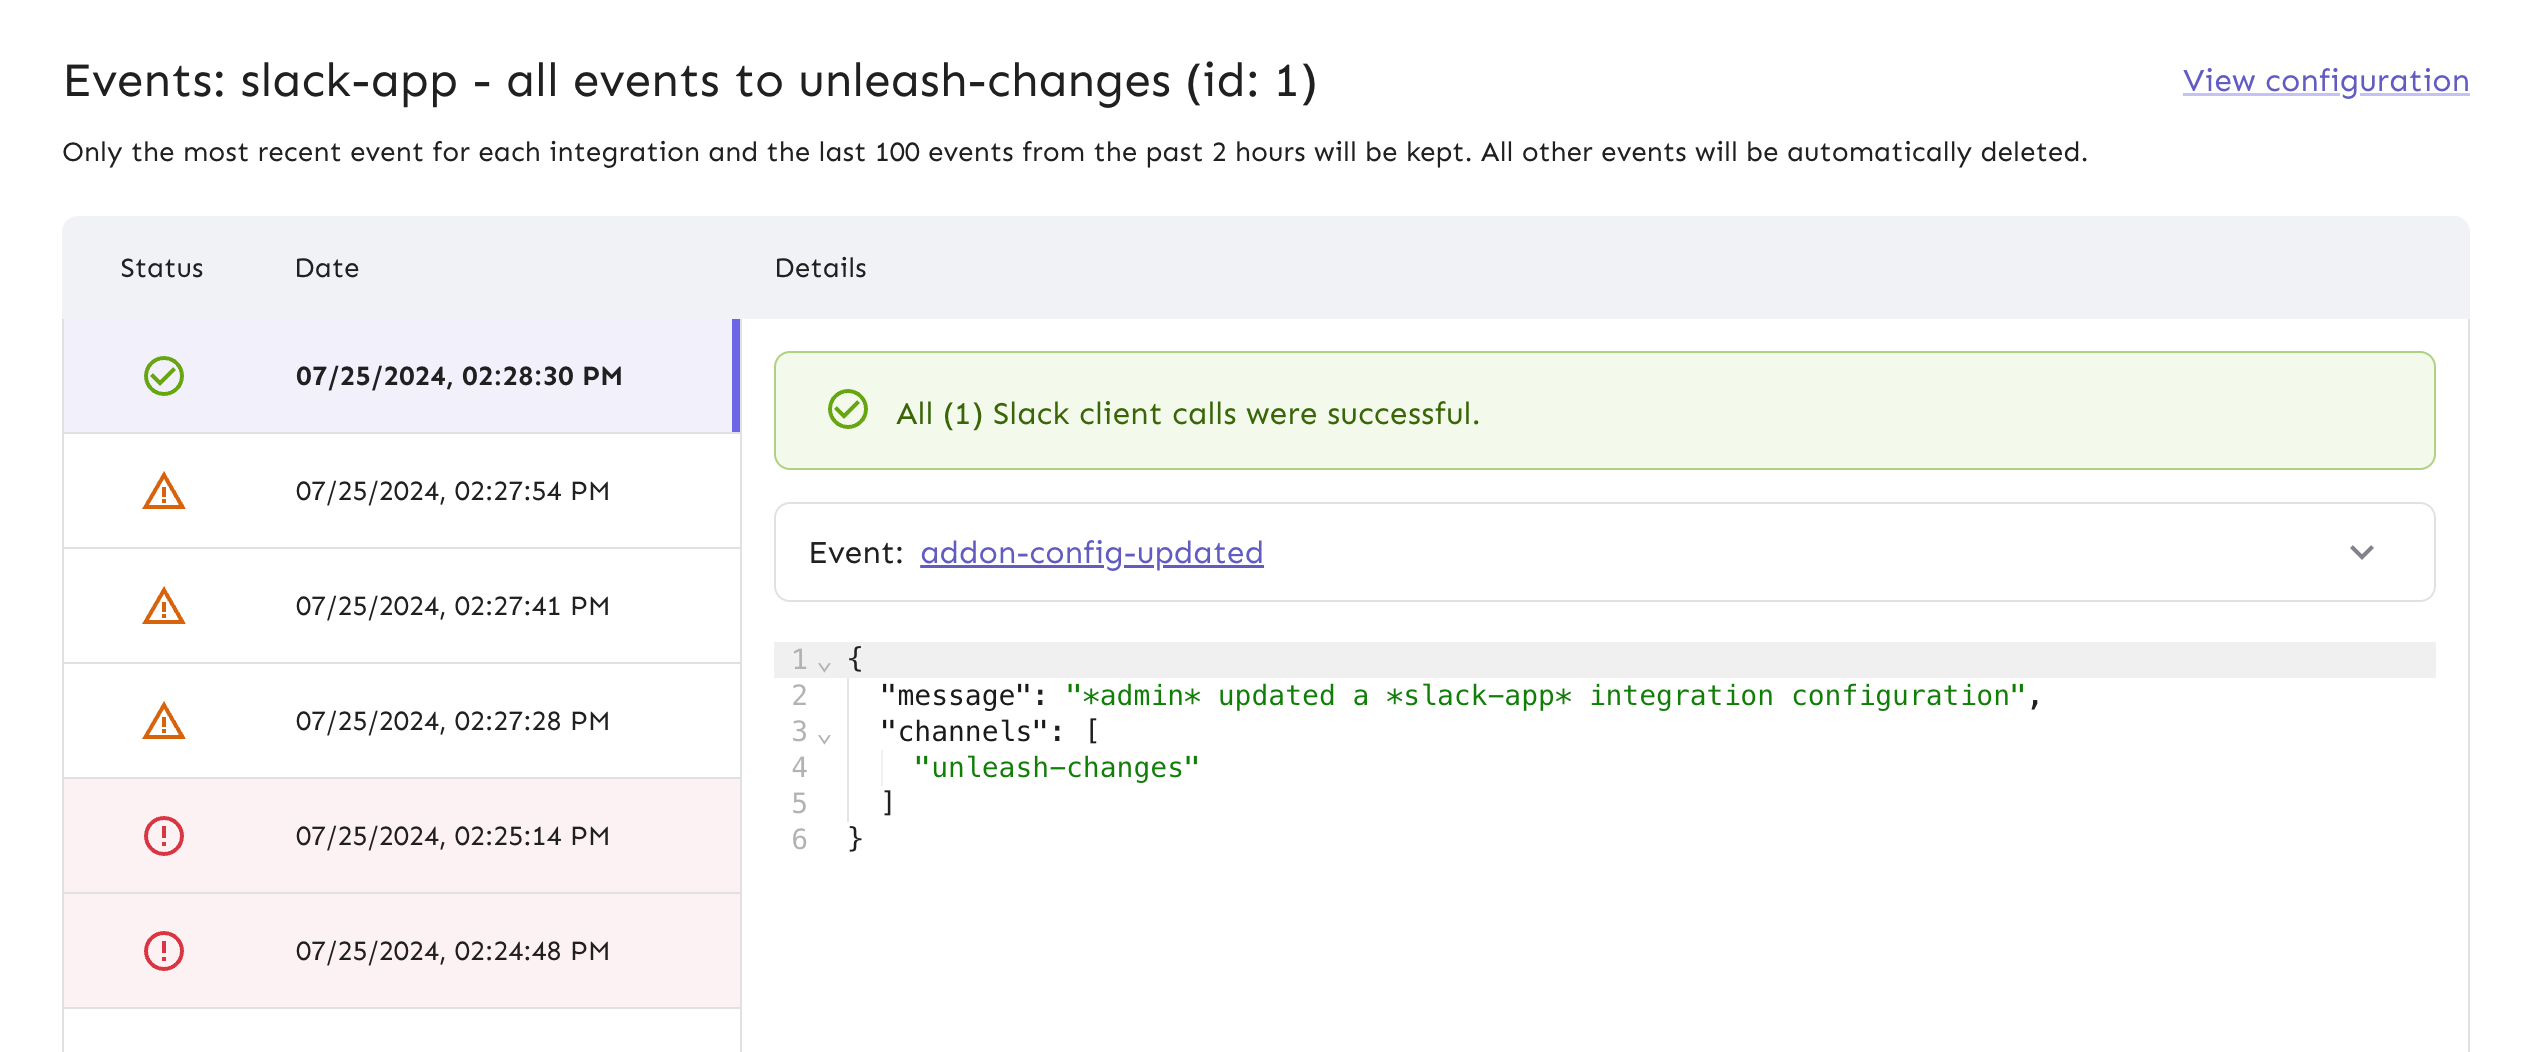 Events: slack-app - all events to unleash-changes (id: 1)
View configuration
Only the most recent event for each integration and the last 100 events from the past 2 hours will be kept. All other events will be automatically deleted.
Status Date Details
07/25/2024, 02:28:30 PM
07/25/2024, 02:27:54 PM
07/25/2024, 02:27:41 PM
07/25/2024, 02:27:28 PM
07/25/2024, 02:25:14 PM
07/25/2024, 02:24:48 PM
All (1) Slack client calls were successful.
Event: addon-config-updated
1 {
2 "message": "*admin* updated a *slack-app* integration configuration",
3 "channels": [
4 "unleash-changes"
5 ]
6 }